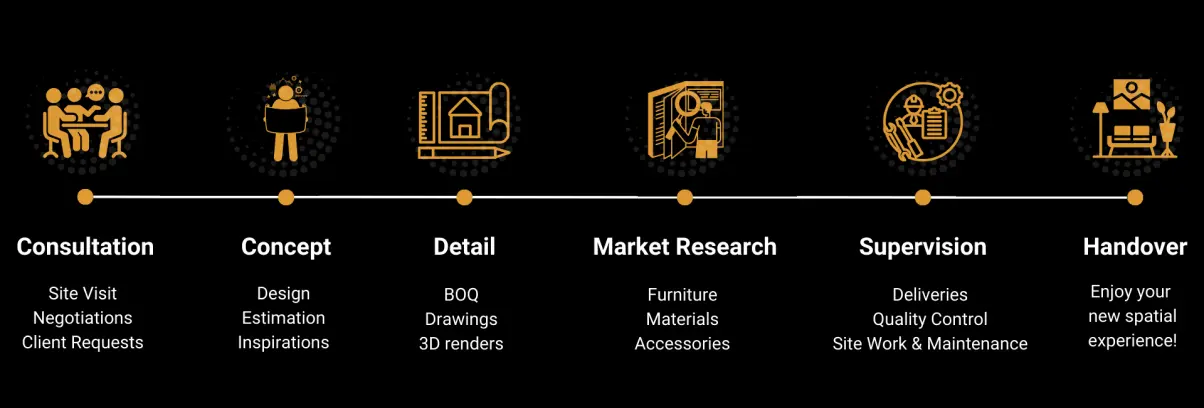 Consultation
Site Visit
Negotiations
Client Requests
Concept
Design
Estimation
Inspirations
Detail
BOQ
Drawings
3D renders
Market Research
Furniture
Materials
Accessories
Supervision
Deliveries
Quality Control
Site Work & Maintenance
Handover
Enjoy your
new spatial
experience!